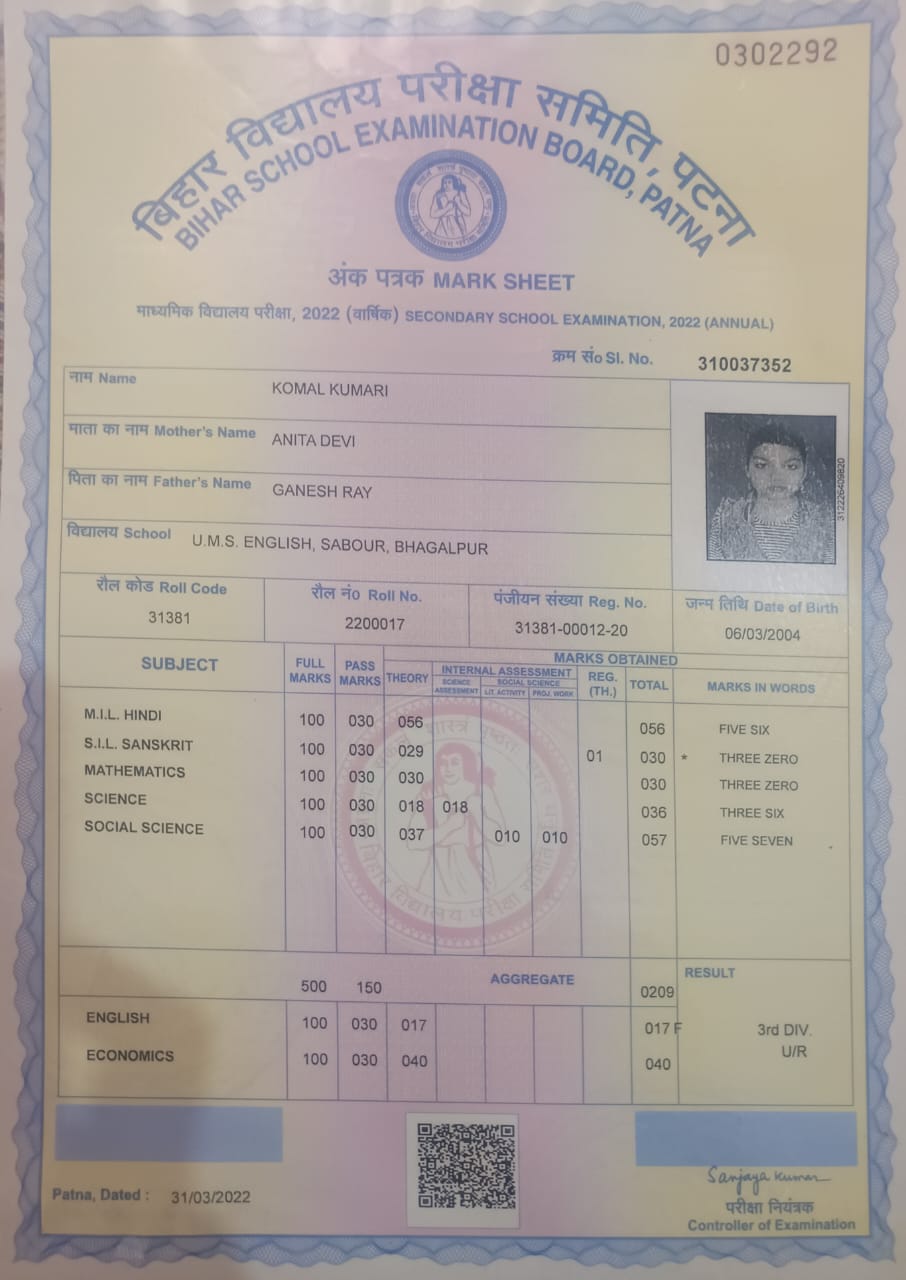 0302292
बिहार विद्यालय परीक्षा समिति, पटना
BIHAR SCHOOL EXAMINATION BOARD, PATNA
अंक पत्रक MARK SHEET
माध्यमिक विद्यालय परीक्षा, 2022 (वार्षिक) SECONDARY SCHOOL EXAMINATION, 2022 (ANNUAL)
क्रम सं० Sl. No. 310037352
नाम Name KOMAL KUMARI
माता का नाम Mother's Name ANITA DEVI
पिता का नाम Father's Name GANESH RAY
विद्यालय School U.M.S. ENGLISH, SABOUR, BHAGALPUR
312226409820
रौल कोड Roll Code रौल नं० Roll No. पंजीयन संख्या Reg. No. जन्म तिथि Date of Birth
31381 2200017 31381-00012-20 06/03/2004
MARKS OBTAINED
SUBJECT FULL MARKS PASS MARKS THEORY INTERNAL ASSESSMENT REG. (TH.) TOTAL MARKS IN WORDS
SCIENCE ASSESSMENT SOCIAL SCIENCE LIT. ACTIVITY PROJ. WORK
M.I.L. HINDI 100 030 056 056 FIVE SIX
S.I.L. SANSKRIT 100 030 029 01 030 * THREE ZERO
MATHEMATICS 100 030 030 030 THREE ZERO
SCIENCE 100 030 018 018 036 THREE SIX
SOCIAL SCIENCE 100 030 037 010 010 057 FIVE SEVEN
500 150 AGGREGATE 0209 RESULT
ENGLISH 100 030 017 017 F 3rd DIV.
U/R
ECONOMICS 100 030 040 040
Patna, Dated : 31/03/2022
Sanjaya Kumar
परीक्षा नियंत्रक
Controller of Examination